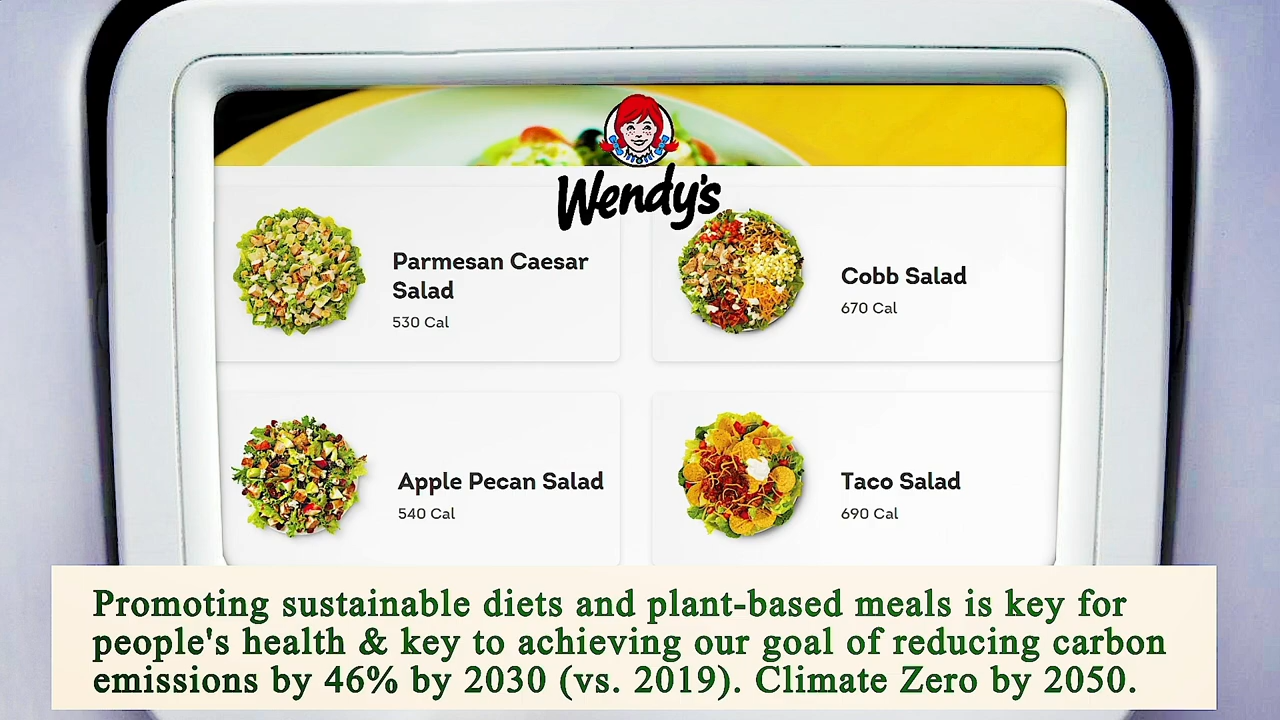 Wendy's
Parmesan Caesar
Salad
530 Cal
Cobb Salad
670 Cal
Apple Pecan Salad
540 Cal
Taco Salad
690 Cal
Promoting sustainable diets and plant-based meals is key for
people's health & key to achieving our goal of reducing carbon
emissions by 46% by 2030 (vs. 2019). Climate Zero by 2050.